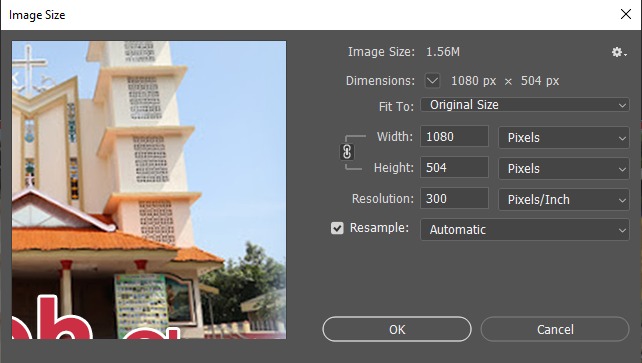 Image Size
Image Size: 1.56M
Dimensions: 1080 px × 504 px
Fit To: Original Size
Width: 1080 Pixels
Height: 504 Pixels
Resolution: 300 Pixels/Inch
Resample: Automatic
OK Cancel